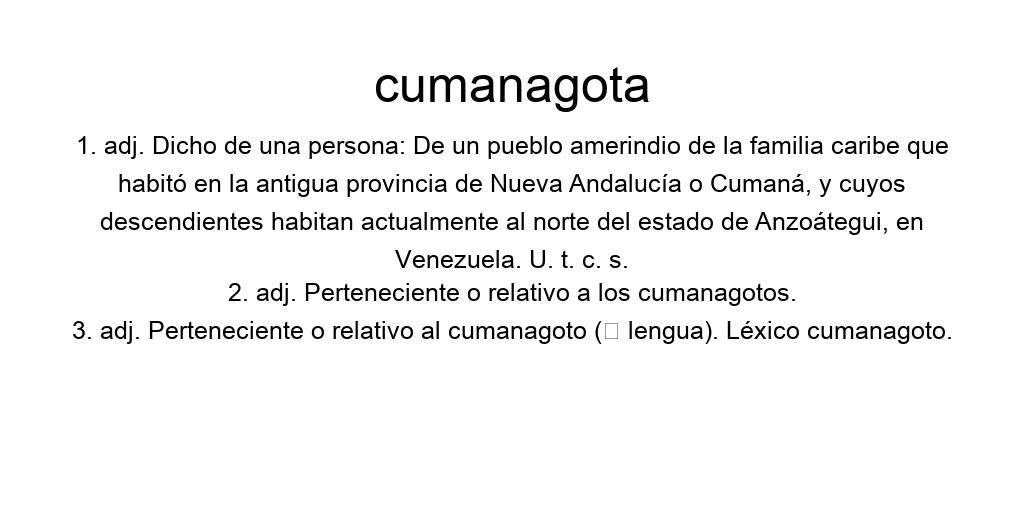 cumanagota
1. adj. Dicho de una persona: De un pueblo amerindio de la familia caribe que
habitó en la antigua provincia de Nueva Andalucía o Cumaná, y cuyos
descendientes habitan actualmente al norte del estado de Anzoátegui, en
Venezuela. U. t. c. s.
2. adj. Perteneciente o relativo a los cumanagotos.
3. adj. Perteneciente o relativo al cumanagoto (□ lengua). Léxico cumanagoto.